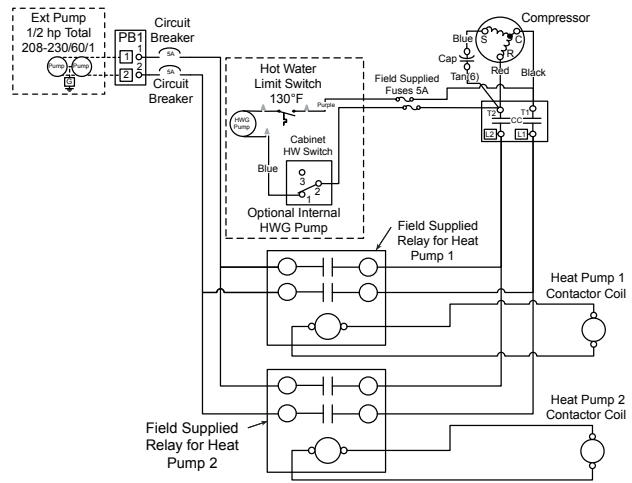 Ext Pump
1/2 hp Total
208-230/60/1
Pump
Pump
G
PB1
1
1
2
2
Circuit
Breaker
5A
5A
Circuit
Breaker
Hot Water
Limit Switch
130°F
Purple
HWG
Pump
Blue
Cabinet
HW Switch
3
2
1
Optional Internal
HWG Pump
Field Supplied
Fuses 5A
Compressor
Blue
S
C
R
Cap
Tan(6)
Red
Black
T2
T1
CC
L2
L1
Field Supplied
Relay for Heat
Pump 1
Heat Pump 1
Contactor Coil
Field Supplied
Relay for Heat
Pump 2
Heat Pump 2
Contactor Coil